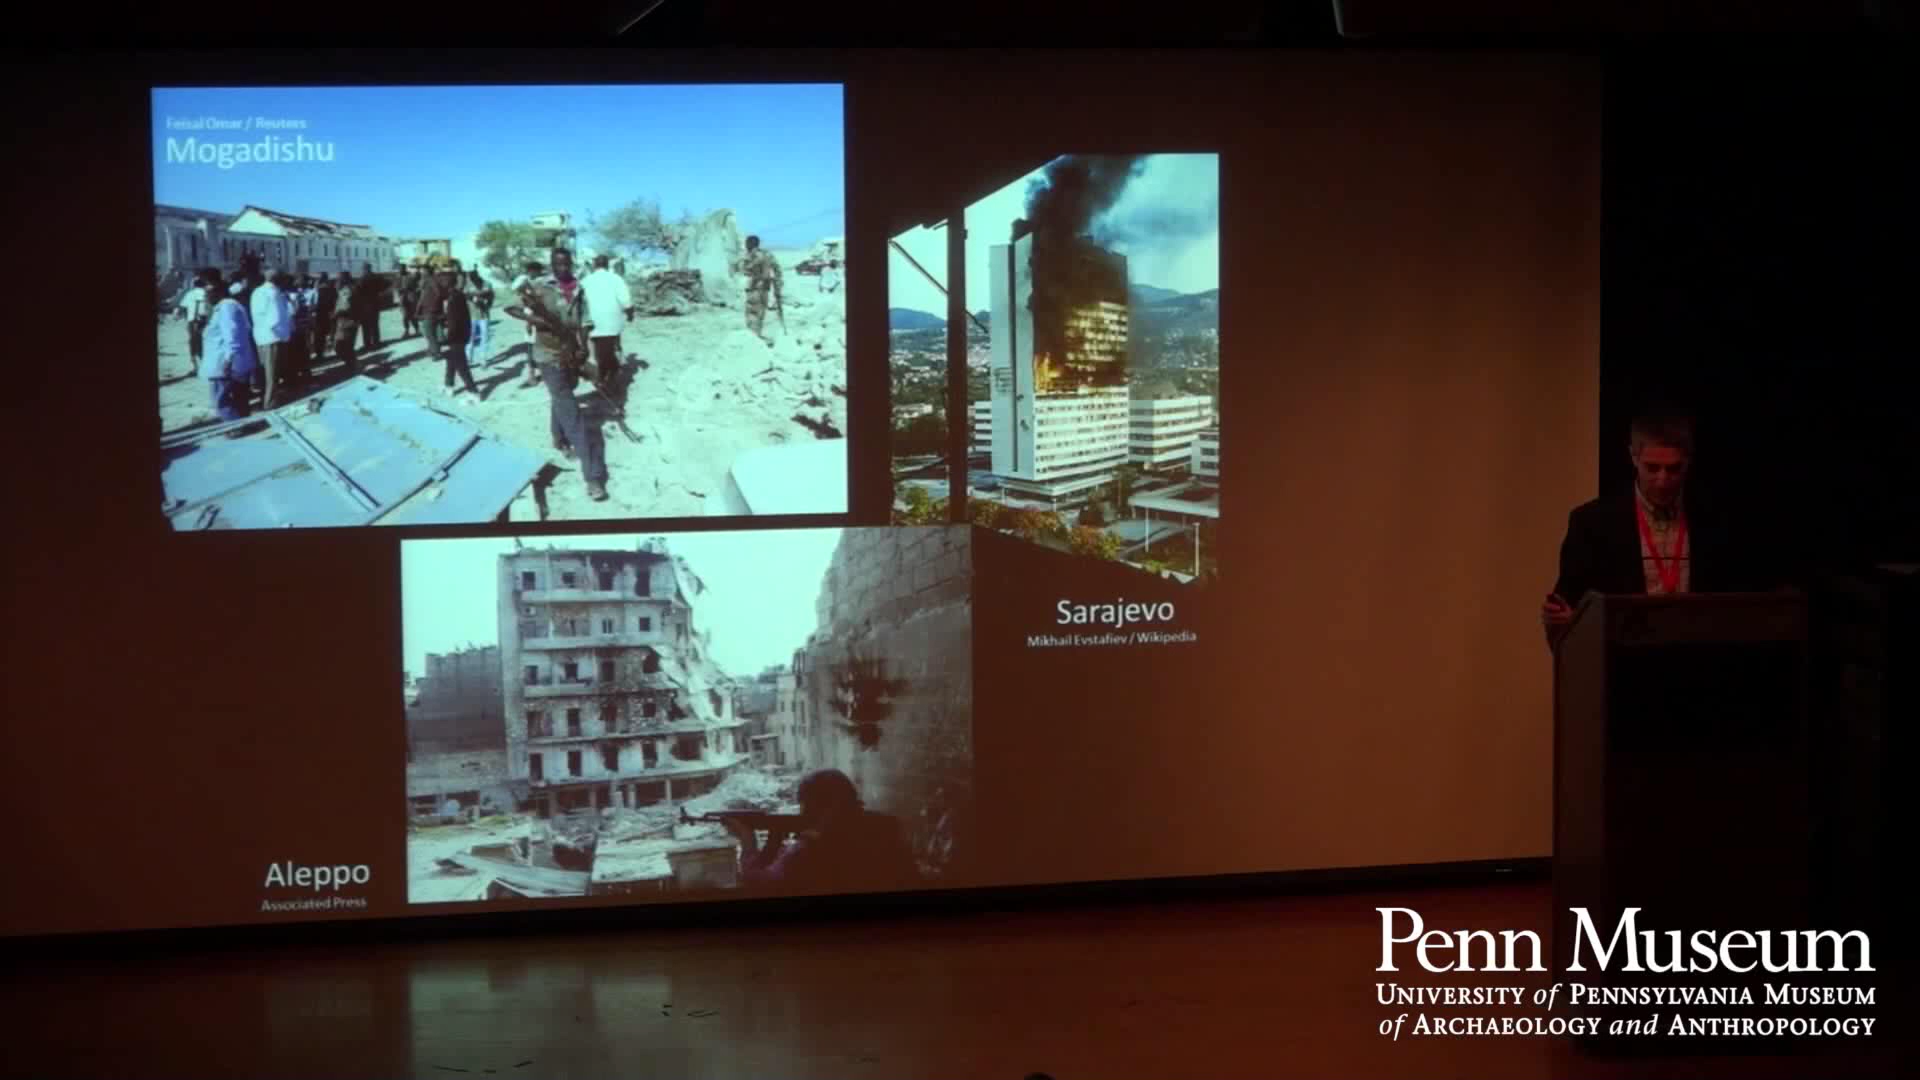 Feisal Omar / Reuters
Mogadishu
Sarajevo
Mikhail Evstafiev / Wikipedia
Aleppo
Associated Press
Penn Museum
UNIVERSITY of PENNSYLVANIA MUSEUM
of ARCHAEOLOGY and ANTHROPOLOGY